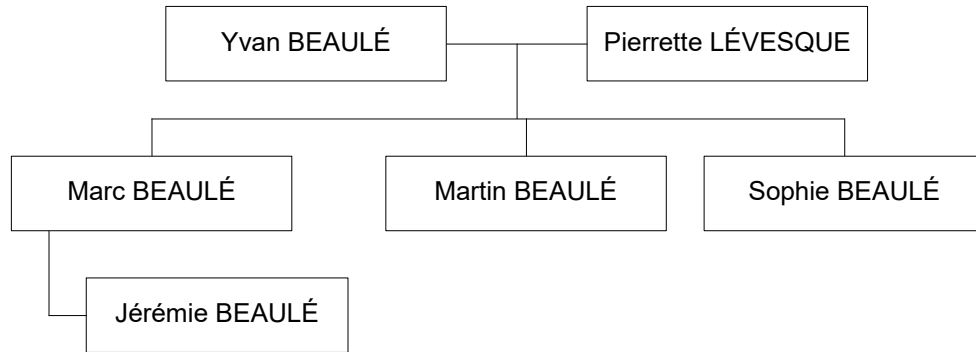 Yvan BEAULÉ
Pierrette LÉVESQUE
Marc BEAULÉ
Martin BEAULÉ
Sophie BEAULÉ
Jérémie BEAULÉ